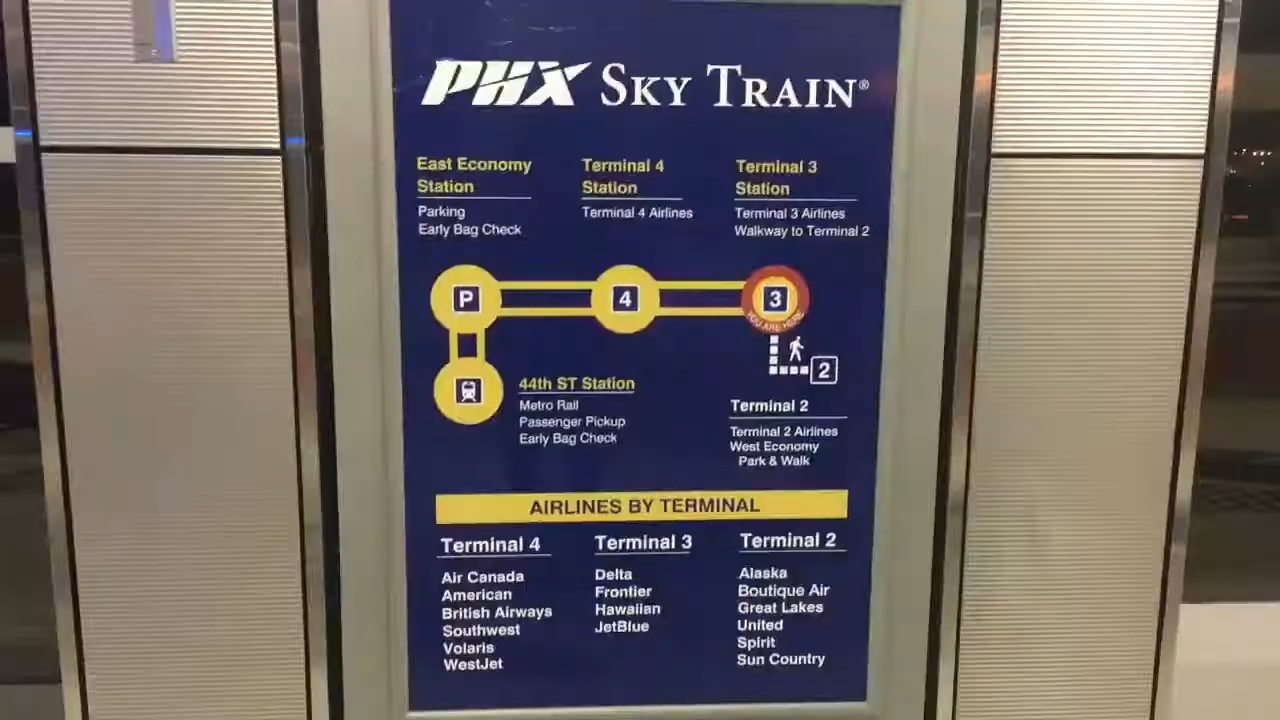 PHX SKY TRAIN®
East Economy
Station
Parking
Early Bag Check
Terminal 4
Station
Terminal 4 Airlines
Terminal 3
Station
Terminal 3 Airlines
Walkway to Terminal 2
P
4
3
YOU ARE HERE
2
44th ST Station
Metro Rail
Passenger Pickup
Early Bag Check
Terminal 2
Terminal 2 Airlines
West Economy
Park & Walk
AIRLINES BY TERMINAL
Terminal 4
Air Canada
American
British Airways
Southwest
Volaris
WestJet
Terminal 3
Delta
Frontier
Hawaiian
JetBlue
Terminal 2
Alaska
Boutique Air
Great Lakes
United
Spirit
Sun Country